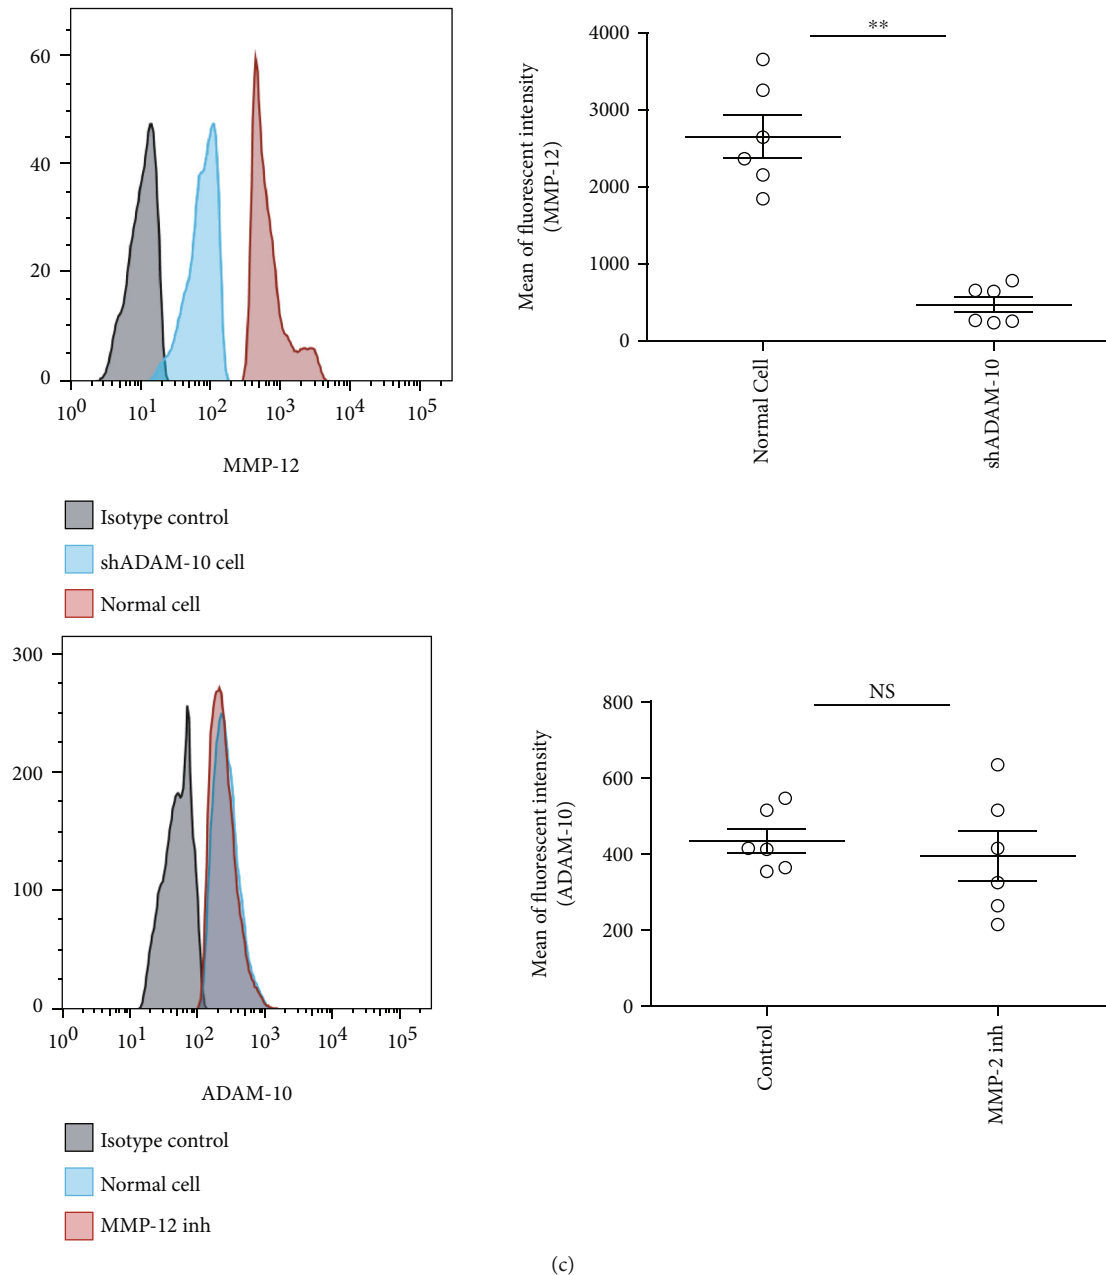 60
40
20
0
10^0 10^1 10^2 10^3 10^4 10^5
MMP-12
Isotype control
shADAM-10 cell
Normal cell
**
4000
3000
2000
1000
0
Mean of fluorescent intensity
(MMP-12)
Normal Cell
shADAM-10
300
200
100
0
10^0 10^1 10^2 10^3 10^4 10^5
ADAM-10
Isotype control
Normal cell
MMP-12 inh
NS
800
600
400
200
0
Mean of fluorescent intensity
(ADAM-10)
Control
MMP-2 inh
(c)